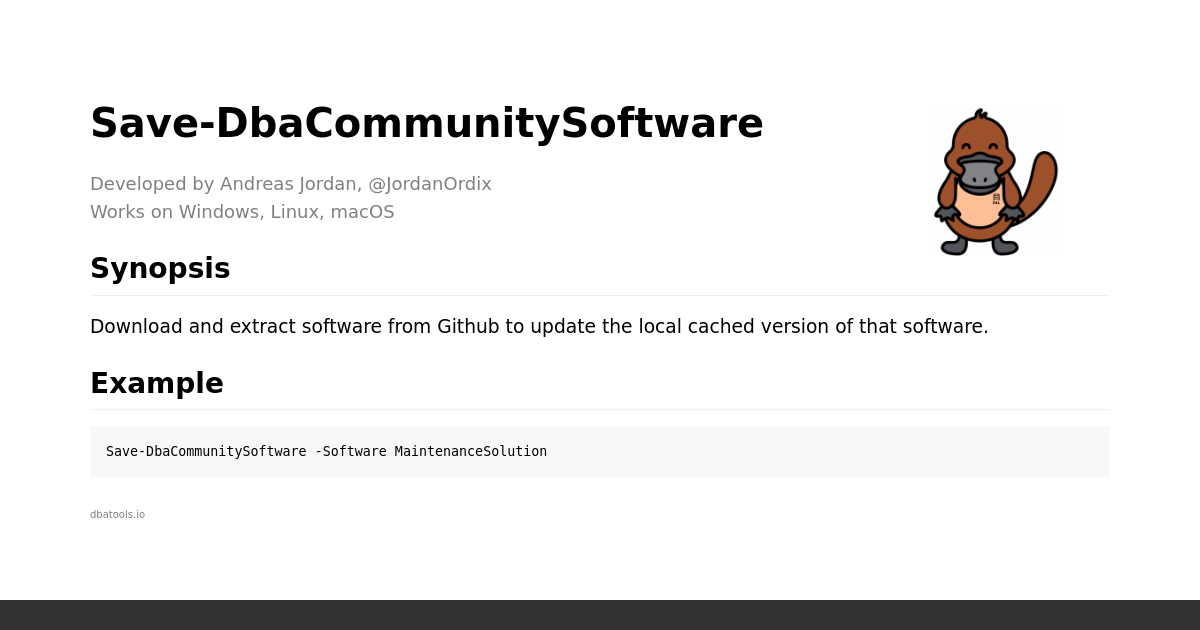 Save-DbaCommunitySoftware
Developed by Andreas Jordan, @JordanOrdix
Works on Windows, Linux, macOS
Synopsis
Download and extract software from Github to update the local cached version of that software.
Example
Save-DbaCommunitySoftware -Software MaintenanceSolution
dbatools.io